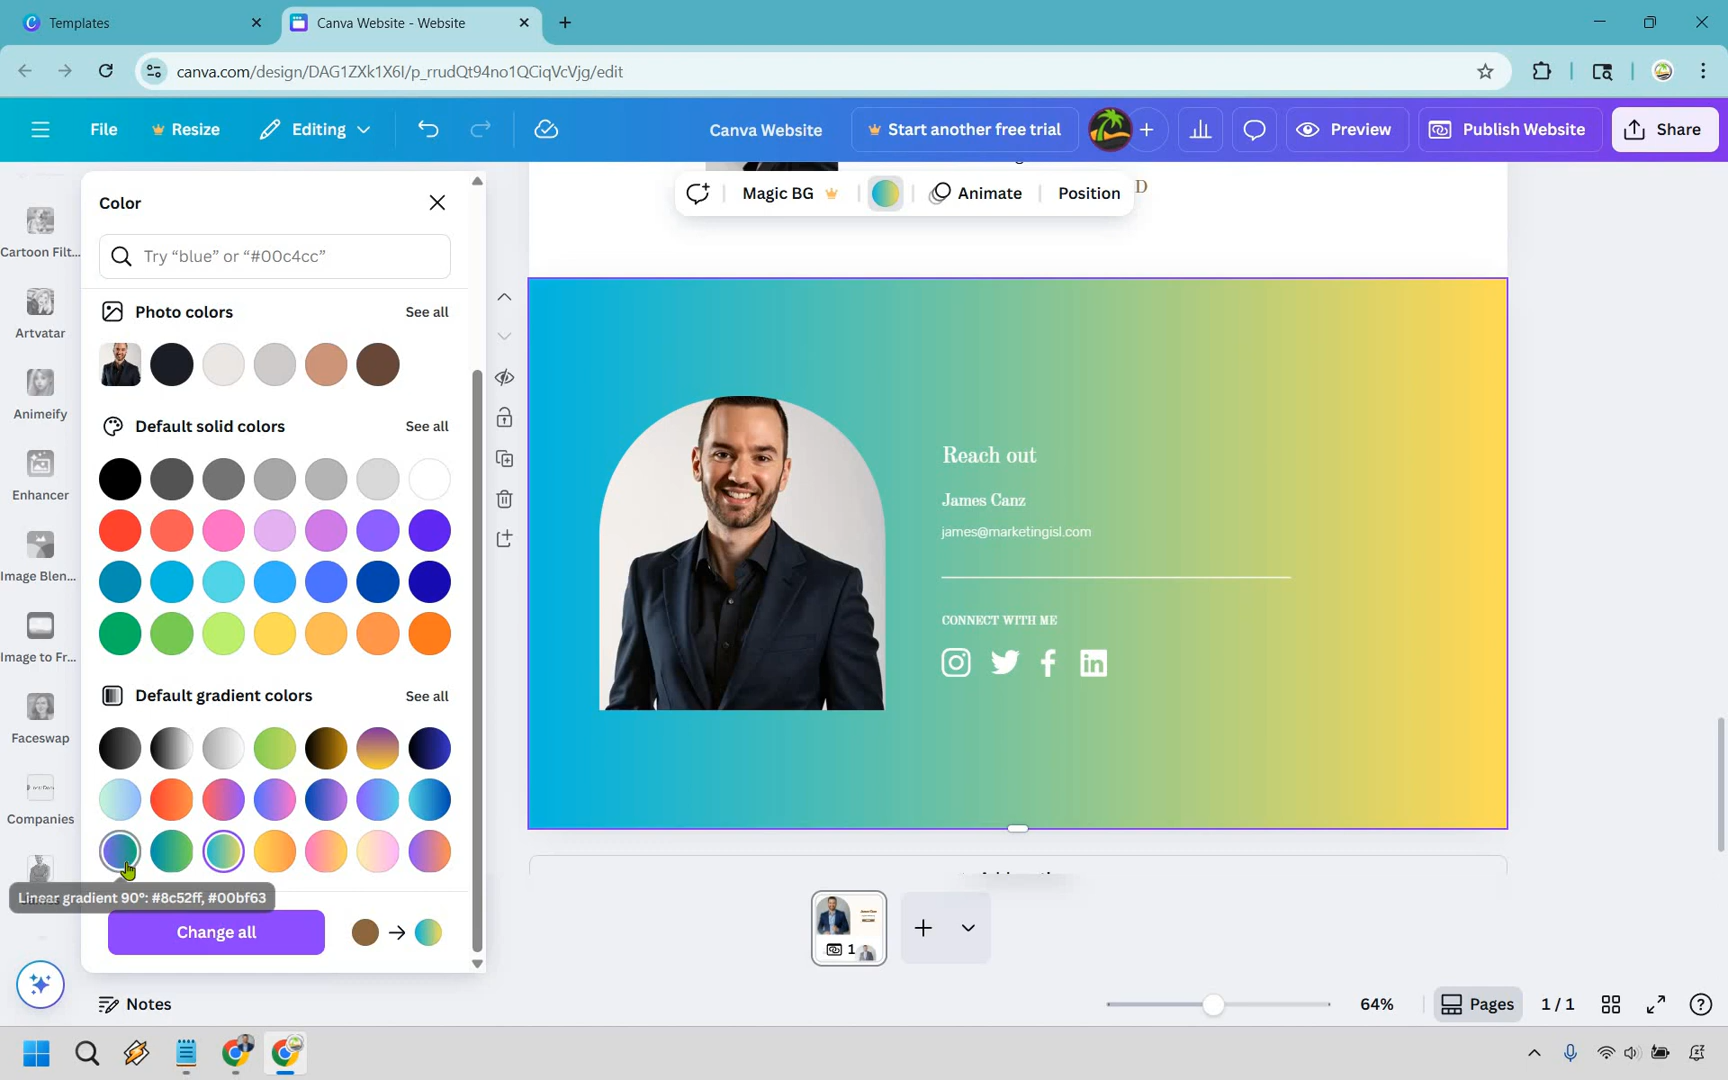 Templates
Canva Website - Website
canva.com/design/DAG1ZXk1X6I/p_rrudQt94no1QCiqVcVjg/edit
File
Resize
Editing
Canva Website
Start another free trial
Preview
Publish Website
Share
Cartoon Filt...
Artvatar
Animeify
Enhancer
Image Blen...
Image to Fr...
Faceswap
Companies
Color
Try “blue” or “#00c4cc”
Photo colors
See all
Default solid colors
See all
Default gradient colors
See all
Linear gradient 90°: #8c52ff, #00bf63
Change all
Magic BG
Animate
Position
D
Reach out
James Canz
james@marketingisl.com
CONNECT WITH ME
1
Notes
64%
Pages
1 / 1